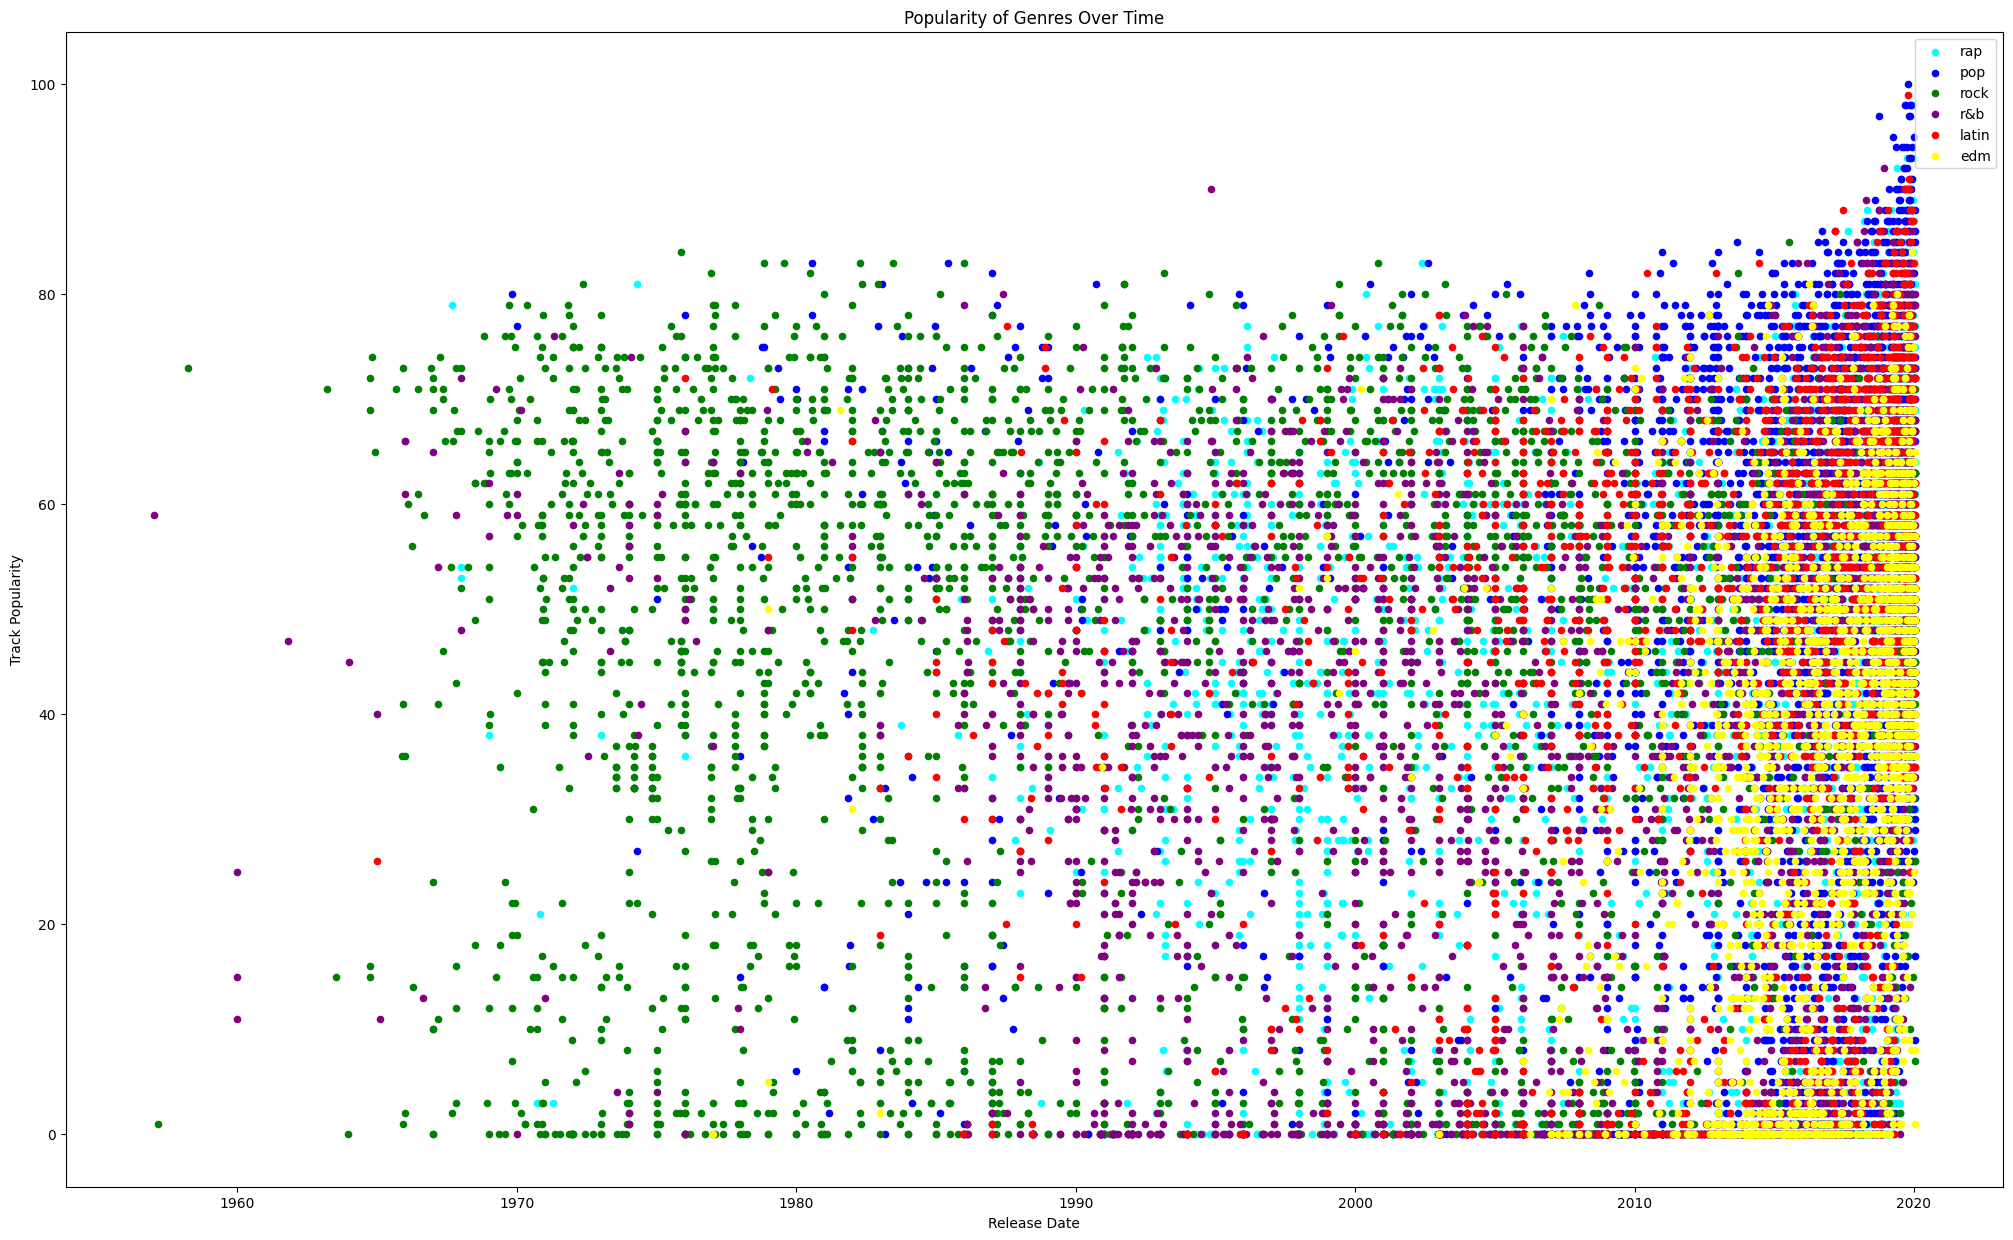 Popularity of Genres Over Time
rap
pop
rock
r&b
latin
edm
100
80
60
40
20
0
Track Popularity
1960 1970 1980 1990 2000 2010 2020
Release Date